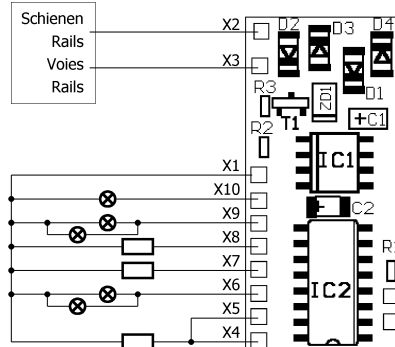 Schienen
Rails
Voies
Rails
X2
X3
X1
X10
X9
X8
X7
X6
X5
X4
D2
D3
D4
D1
R3
ZD1
T1
+C1
R2
IC1
C2
IC2